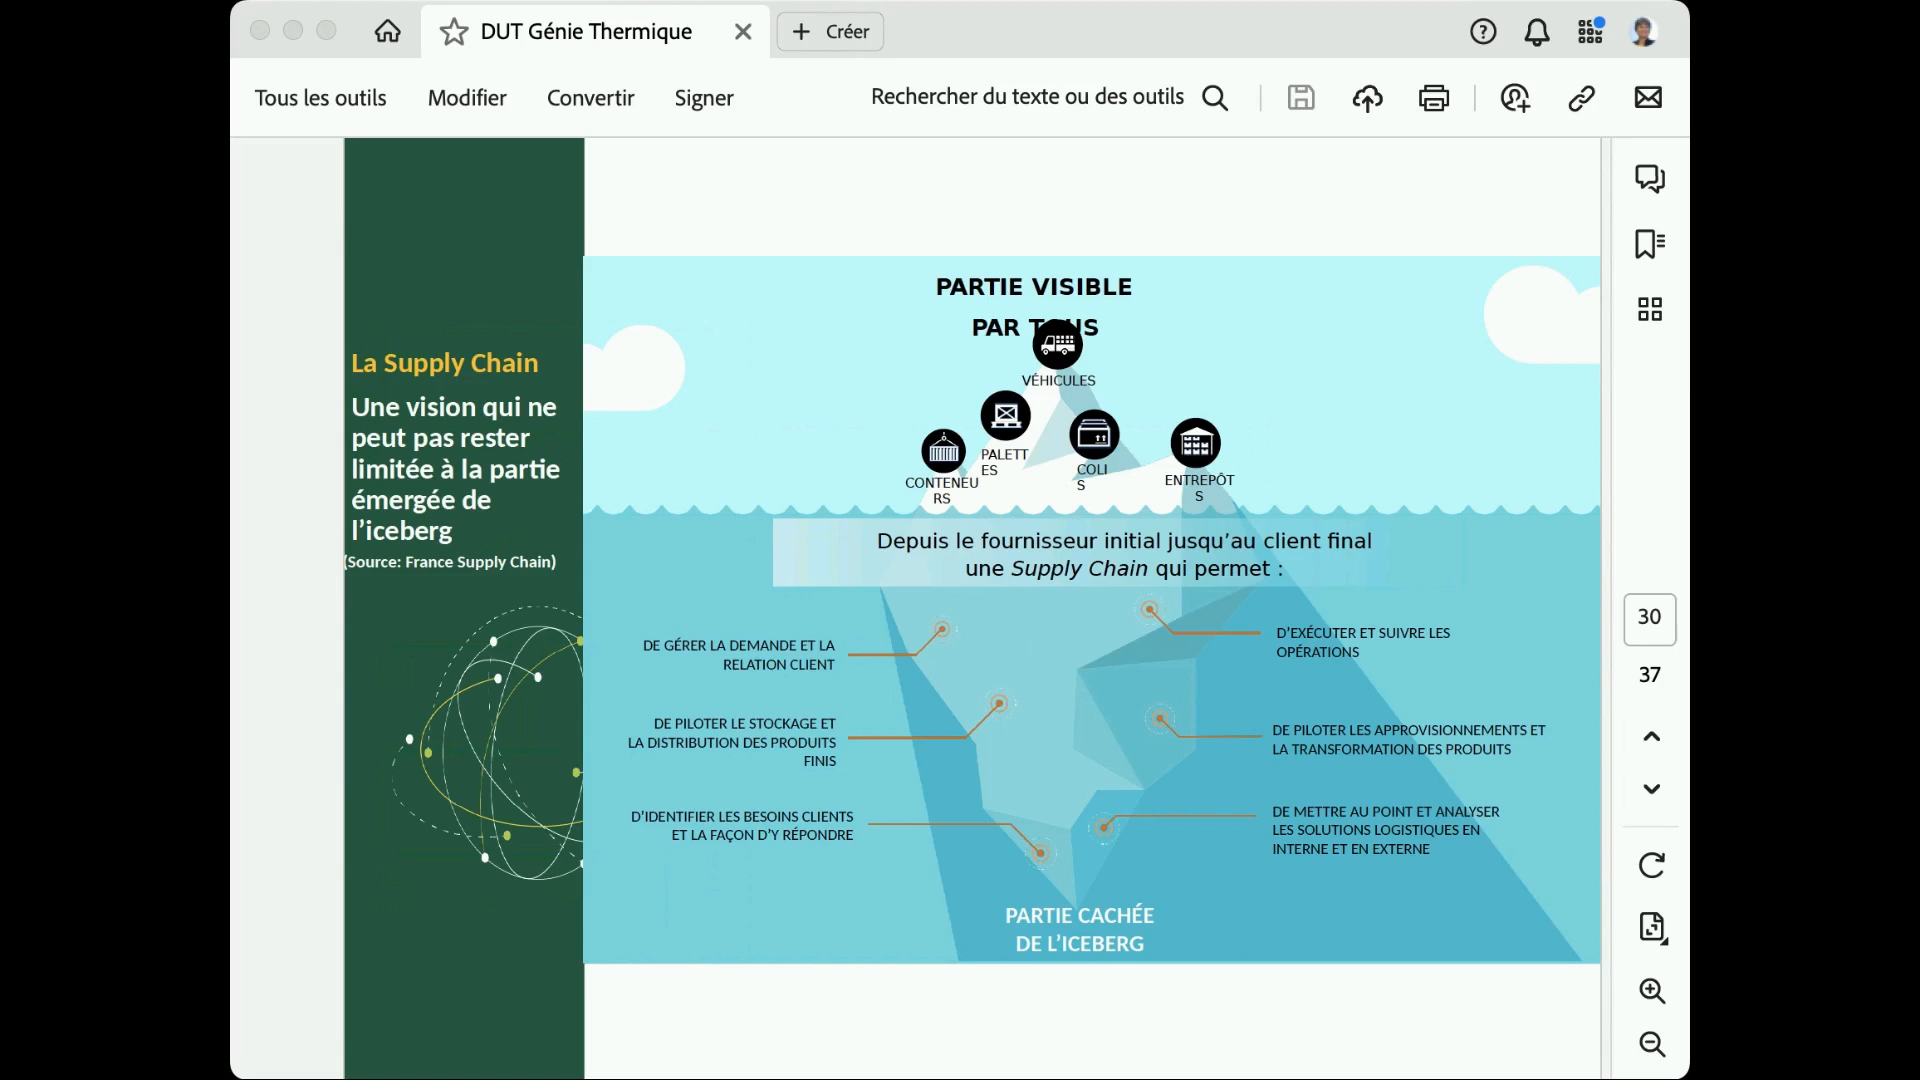 DUT Génie Thermique
Créer
Tous les outils
Modifier
Convertir
Signer
Rechercher du texte ou des outils
La Supply Chain
Une vision qui ne
peut pas rester
limitée à la partie
émergée de
l’iceberg
(Source: France Supply Chain)
PARTIE VISIBLE
PAR TOUS
VÉHICULES
PALETT
ES
COLI
S
CONTENEU
RS
ENTREPÔT
S
Depuis le fournisseur initial jusqu’au client final
une Supply Chain qui permet :
DE GÉRER LA DEMANDE ET LA
RELATION CLIENT
DE PILOTER LE STOCKAGE ET
LA DISTRIBUTION DES PRODUITS
FINIS
D’IDENTIFIER LES BESOINS CLIENTS
ET LA FAÇON D’Y RÉPONDRE
D’EXÉCUTER ET SUIVRE LES
OPÉRATIONS
DE PILOTER LES APPROVISIONNEMENTS ET
LA TRANSFORMATION DES PRODUITS
DE METTRE AU POINT ET ANALYSER
LES SOLUTIONS LOGISTIQUES EN
INTERNE ET EN EXTERNE
PARTIE CACHÉE
DE L’ICEBERG
30
37